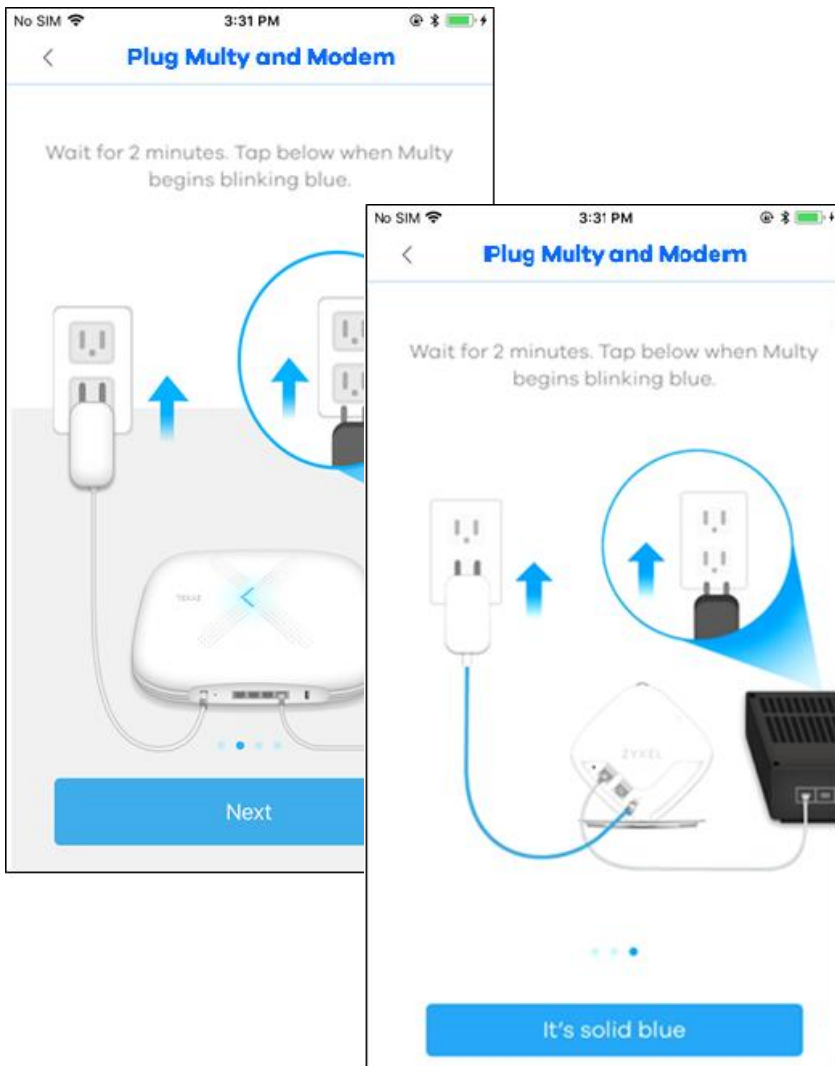 No SIM 3:31 PM
Plug Multy and Modem
Wait for 2 minutes. Tap below when Multy
begins blinking blue.
Next
No SIM 3:31 PM
Plug Multy and Modem
Wait for 2 minutes. Tap below when Multy
begins blinking blue.
ZYXEL
It's solid blue